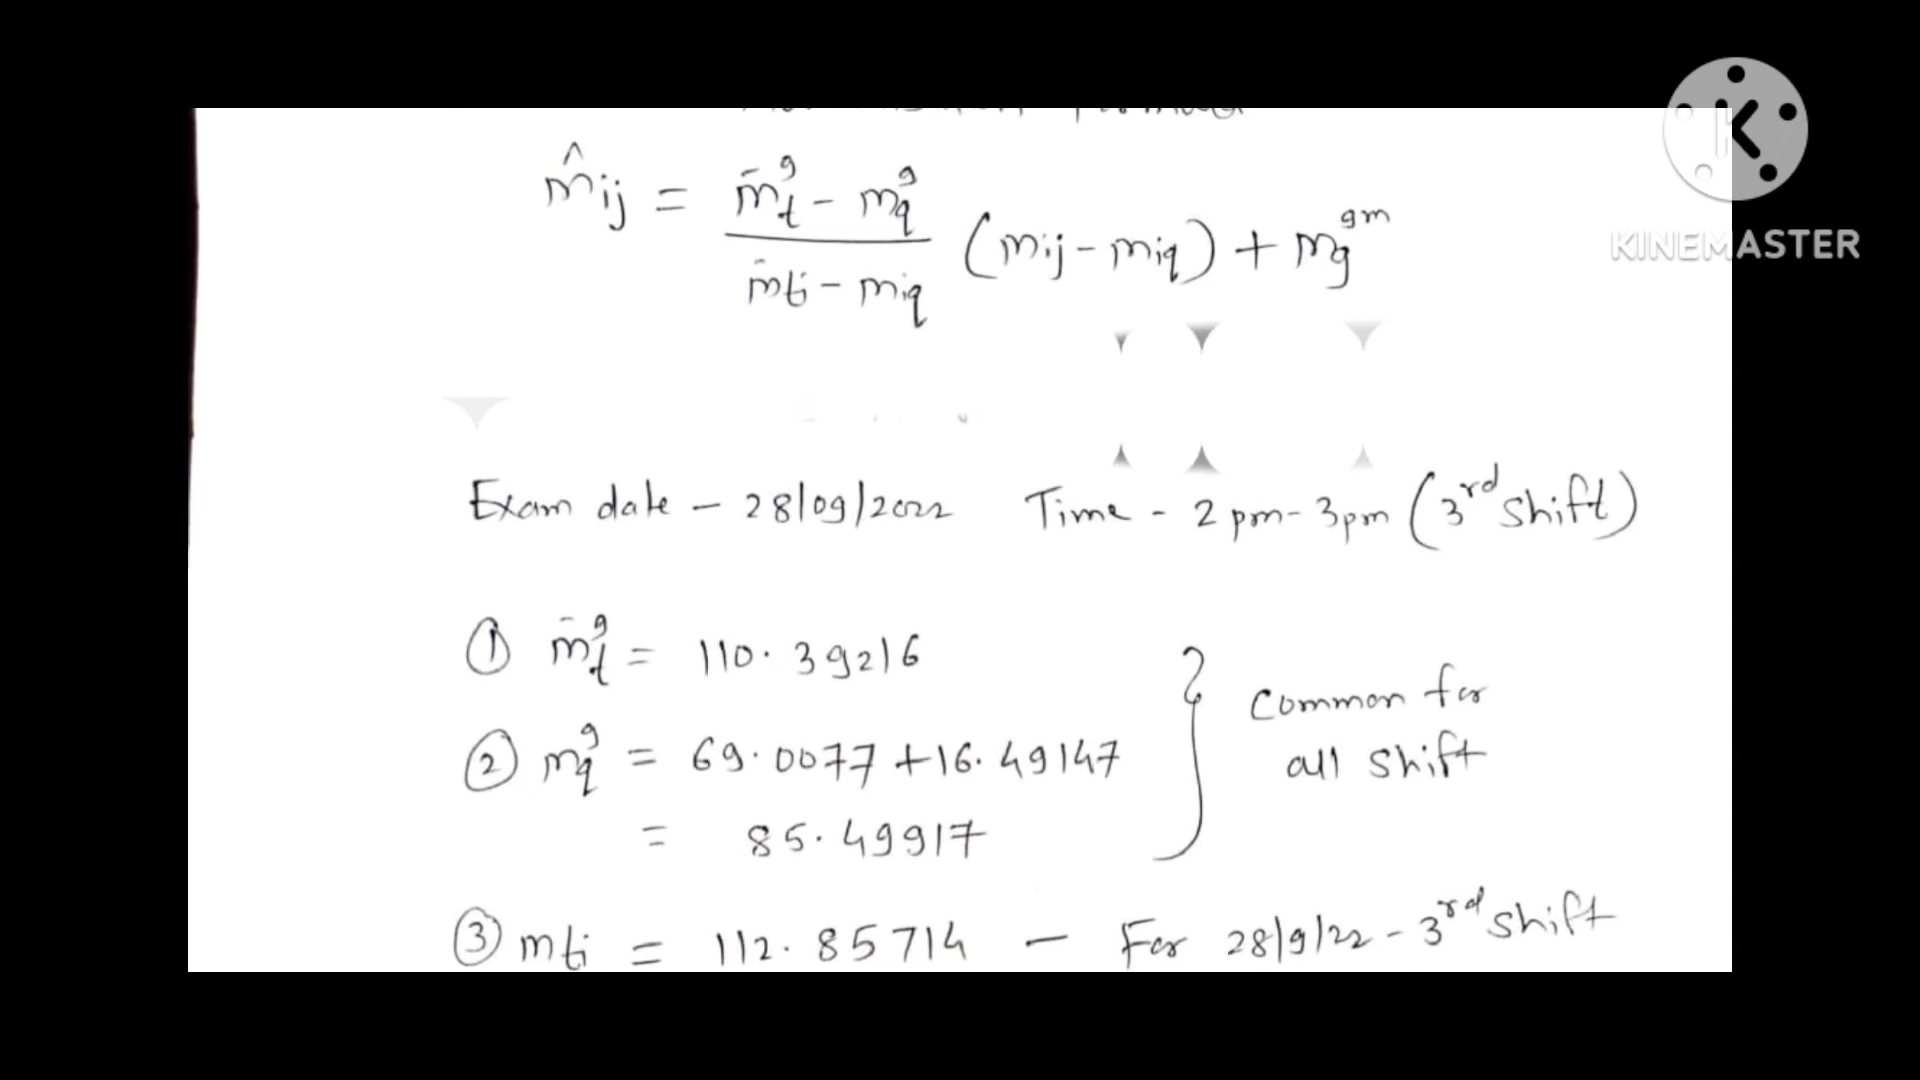 m̂ij = m̄tᵍ - mqᵍ / m̄ti - miq (mij - miq) + mqᵍᵐ
K
KINEMASTER
Exam date - 28/09/2022 Time - 2 pm - 3pm (3rd shift)
① m̄tᵍ = 110.39216
② mqᵍ = 69.0077 + 16.49147
= 85.49917
Common for
all shift
③ mti = 112.85714 - For 28/9/22 - 3rd shift